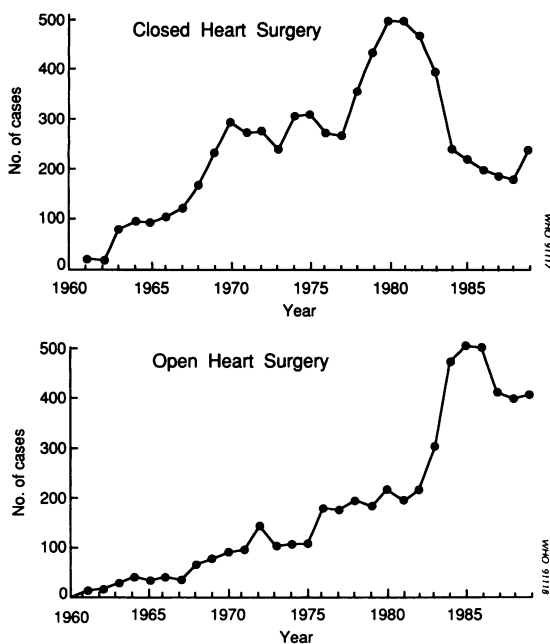 Closed Heart Surgery
No. of cases
500
400
300
200
100
0
1960 1965 1970 1975 1980 1985
Year
WHO 91117
Open Heart Surgery
No. of cases
500
400
300
200
100
0
1960 1965 1970 1975 1980 1985
Year
WHO 91118